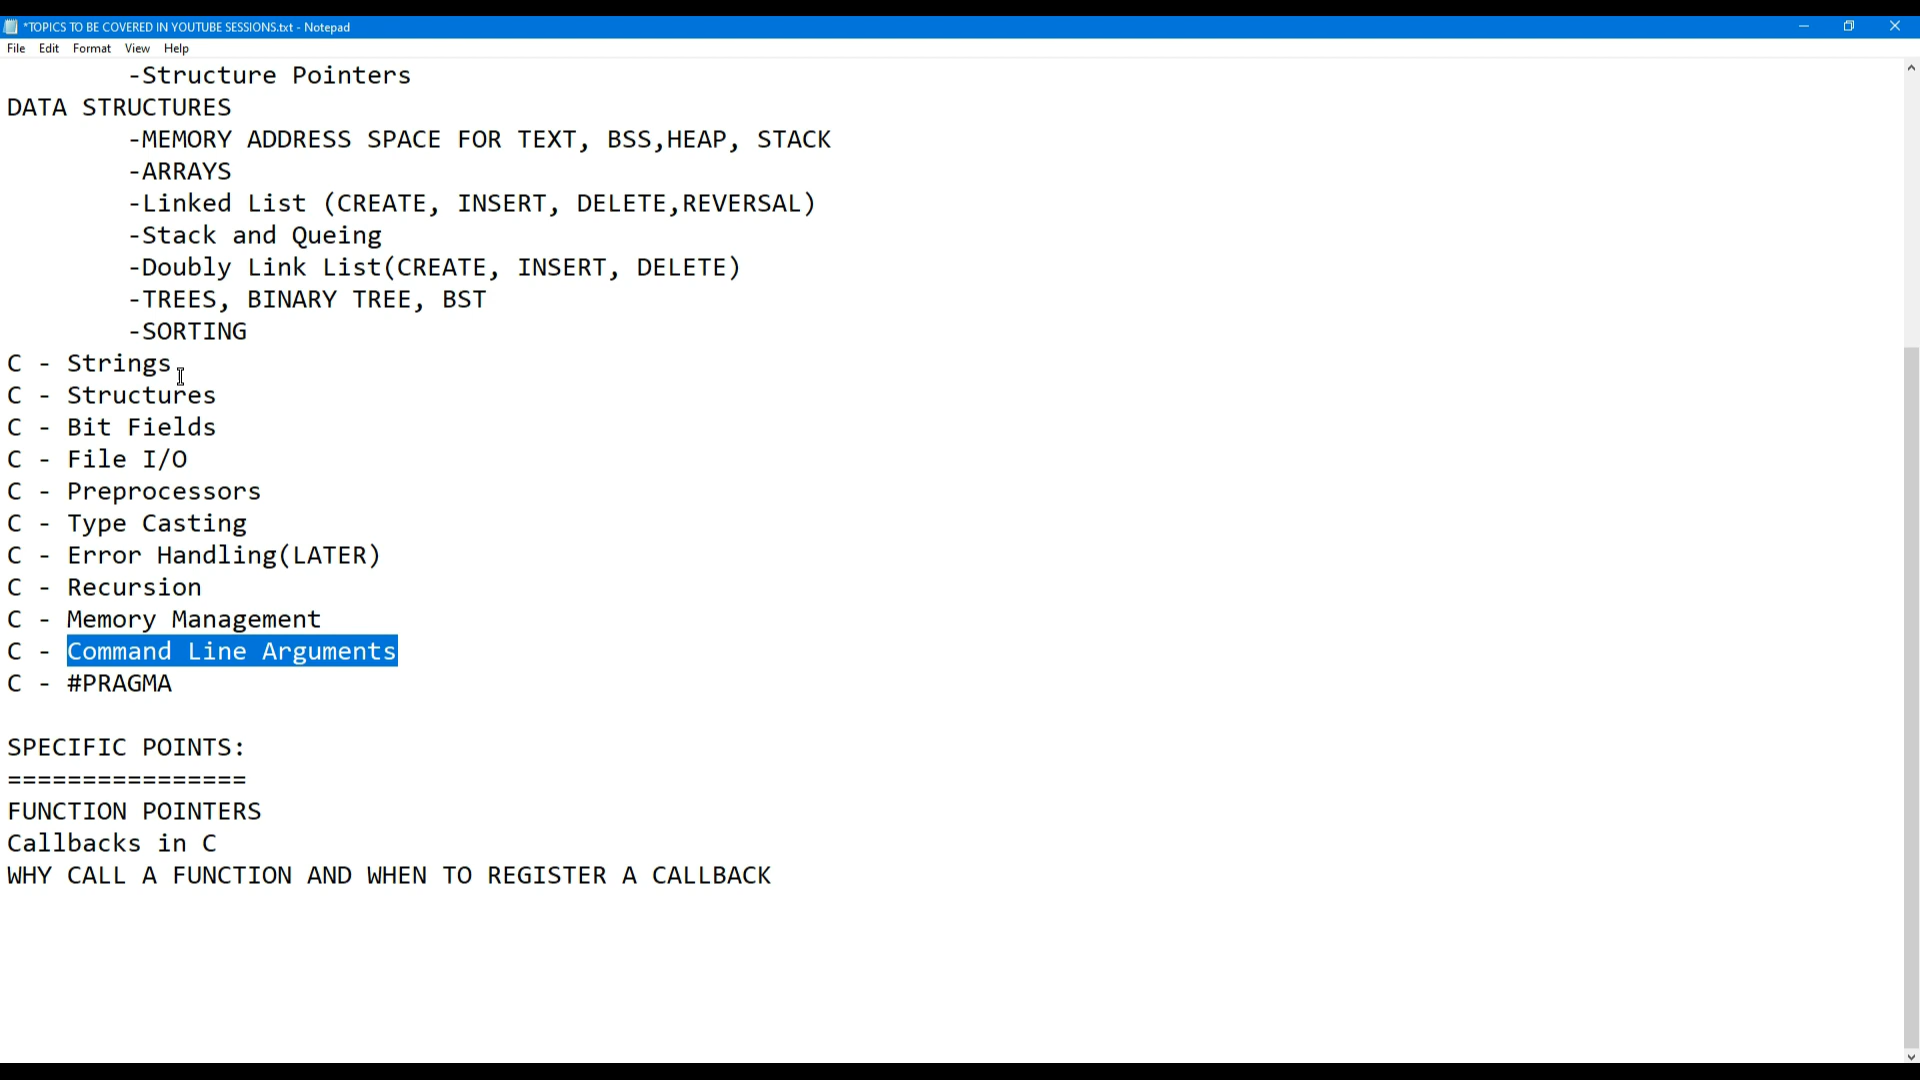 *TOPICS TO BE COVERED IN YOUTUBE SESSIONS.txt - Notepad
File Edit Format View Help
-Structure Pointers
DATA STRUCTURES
-MEMORY ADDRESS SPACE FOR TEXT, BSS,HEAP, STACK
-ARRAYS
-Linked List (CREATE, INSERT, DELETE,REVERSAL)
-Stack and Queing
-Doubly Link List(CREATE, INSERT, DELETE)
-TREES, BINARY TREE, BST
-SORTING
C - Strings
C - Structures
C - Bit Fields
C - File I/O
C - Preprocessors
C - Type Casting
C - Error Handling(LATER)
C - Recursion
C - Memory Management
C - Command Line Arguments
C - #PRAGMA
SPECIFIC POINTS:
================
FUNCTION POINTERS
Callbacks in C
WHY CALL A FUNCTION AND WHEN TO REGISTER A CALLBACK